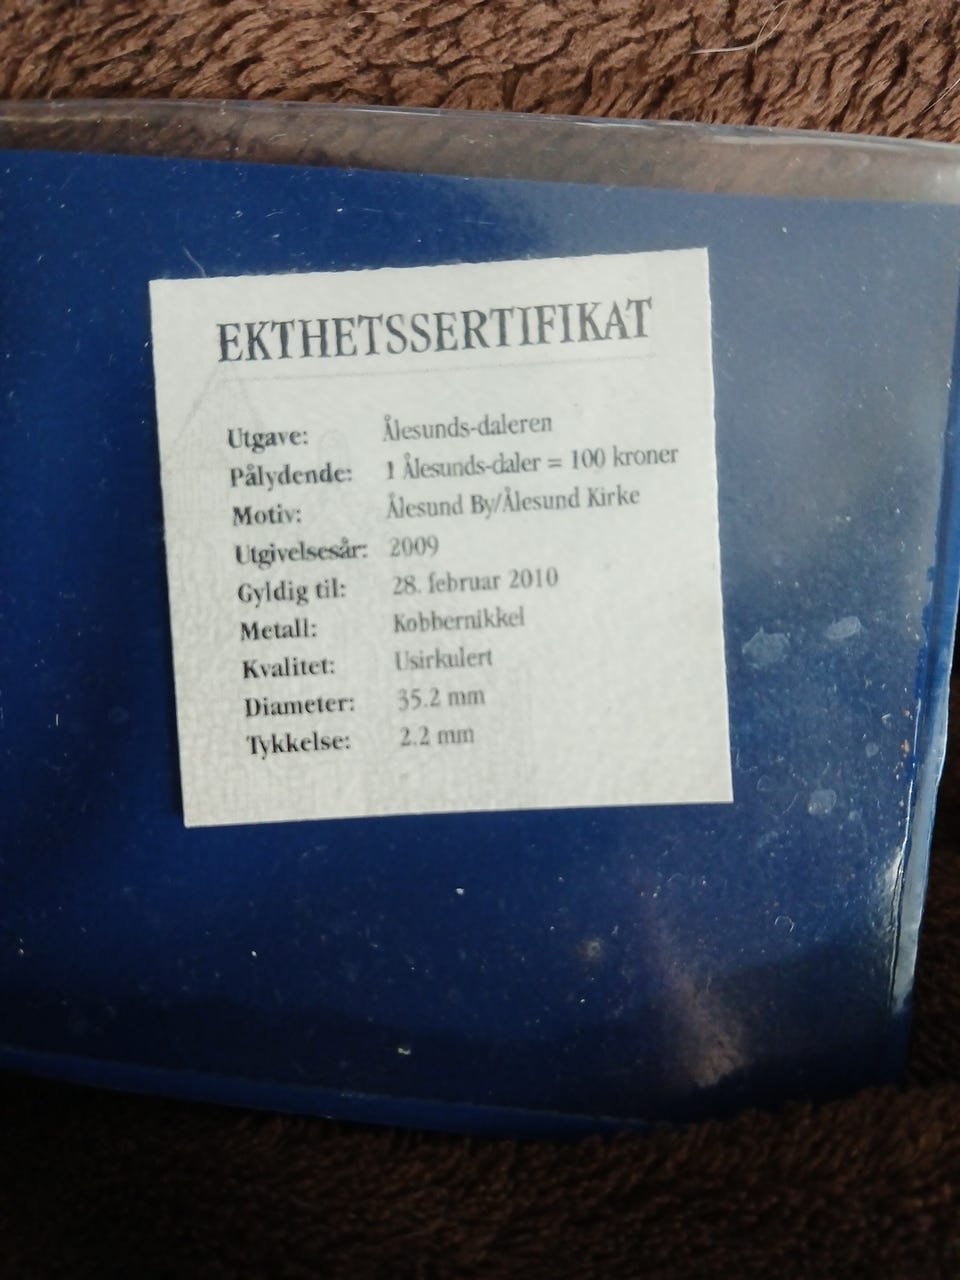 EKTHETSSERTIFIKAT
Utgave: Ålesunds-daleren
Pålydende: 1 Ålesunds-daler = 100 kroner
Motiv: Ålesund By/Ålesund Kirke
Utgivelsesår: 2009
Gyldig til: 28. februar 2010
Metall: Kobbernikkel
Kvalitet: Usirkulert
Diameter: 35.2 mm
Tykkelse: 2.2 mm